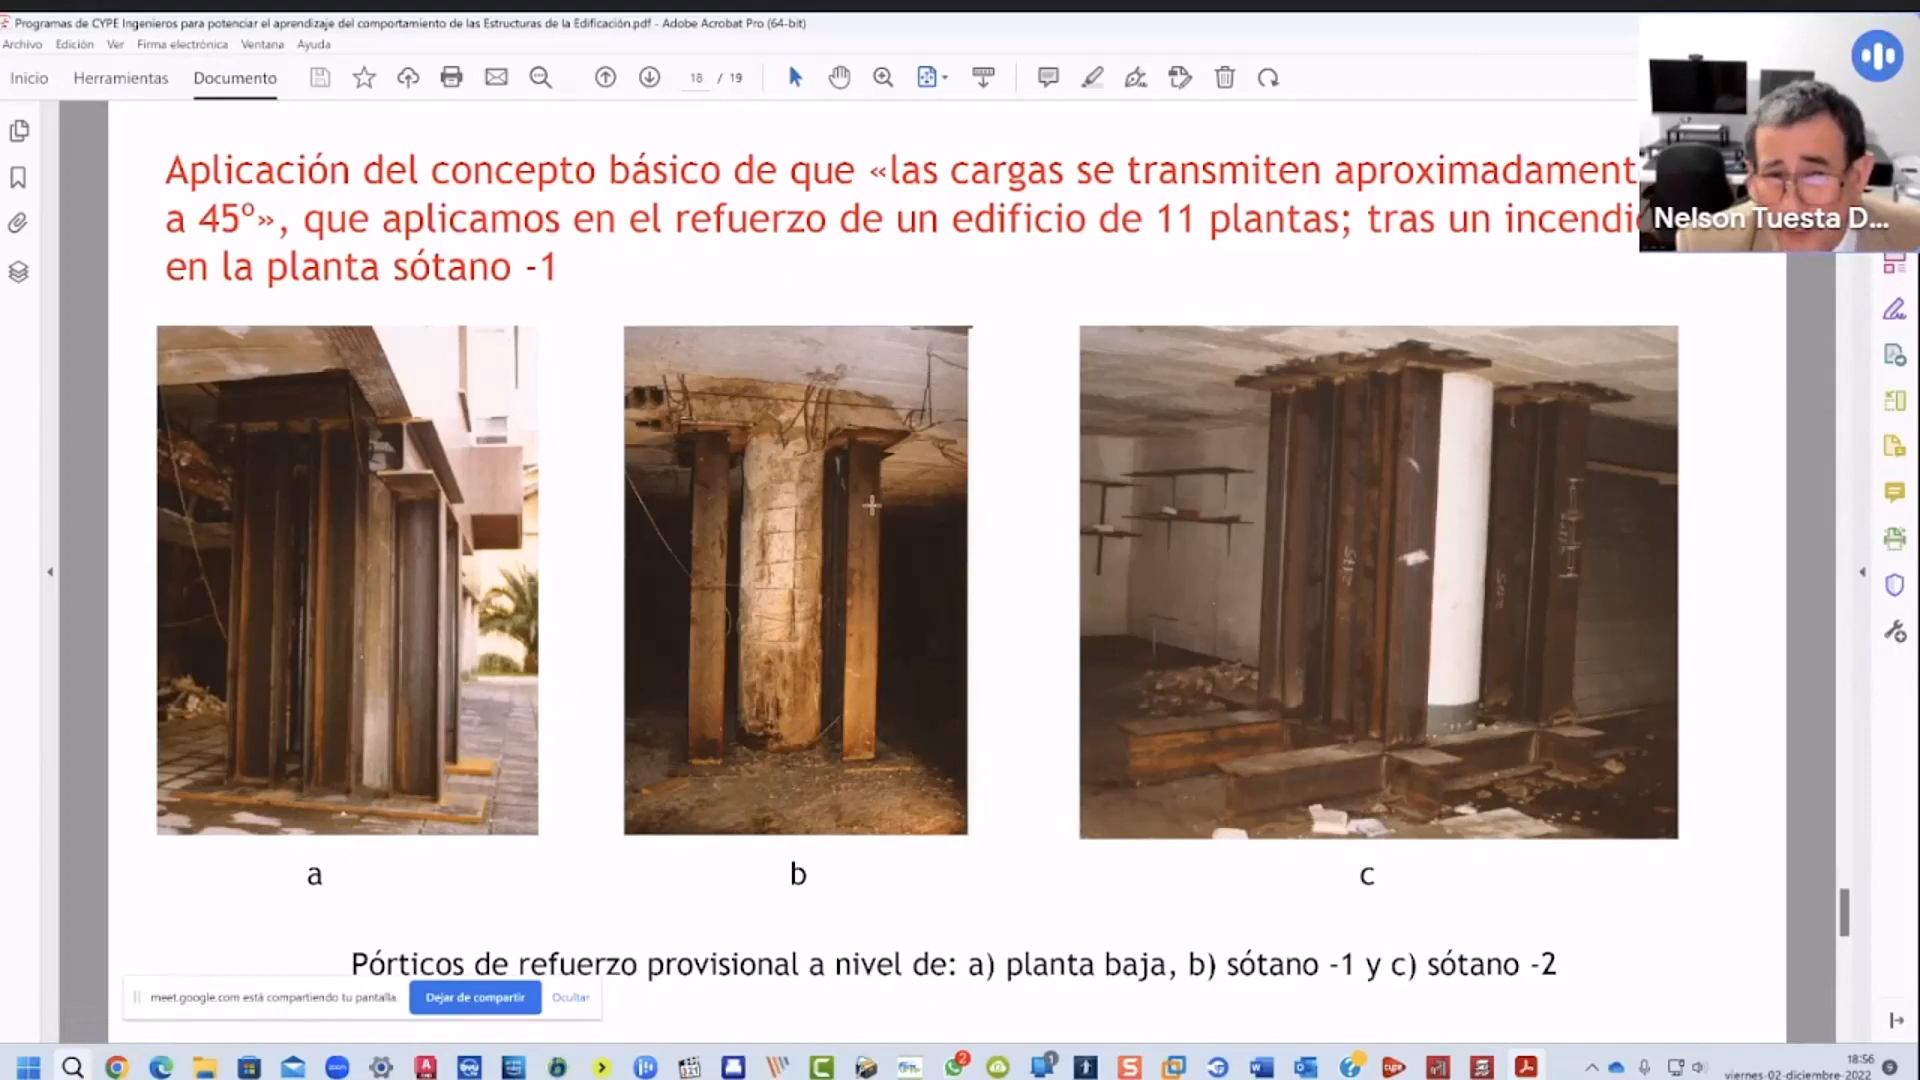 Programas de CYPE Ingenieros para potenciar el aprendizaje del comportamiento de las Estructuras de la Edificación.pdf - Adobe Acrobat Pro (64-bit)
Archivo Edición Ver Firma electrónica Ventana Ayuda
Inicio Herramientas Documento 18 / 19
Aplicación del concepto básico de que «las cargas se transmiten aproximadament
a 45º», que aplicamos en el refuerzo de un edificio de 11 plantas; tras un incendi
en la planta sótano -1
Nelson Tuesta D...
a b c
Pórticos de refuerzo provisional a nivel de: a) planta baja, b) sótano -1 y c) sótano -2
meet.google.com está compartiendo tu pantalla. Dejar de compartir Ocultar
18:56
viernes-02-diciembre-2022